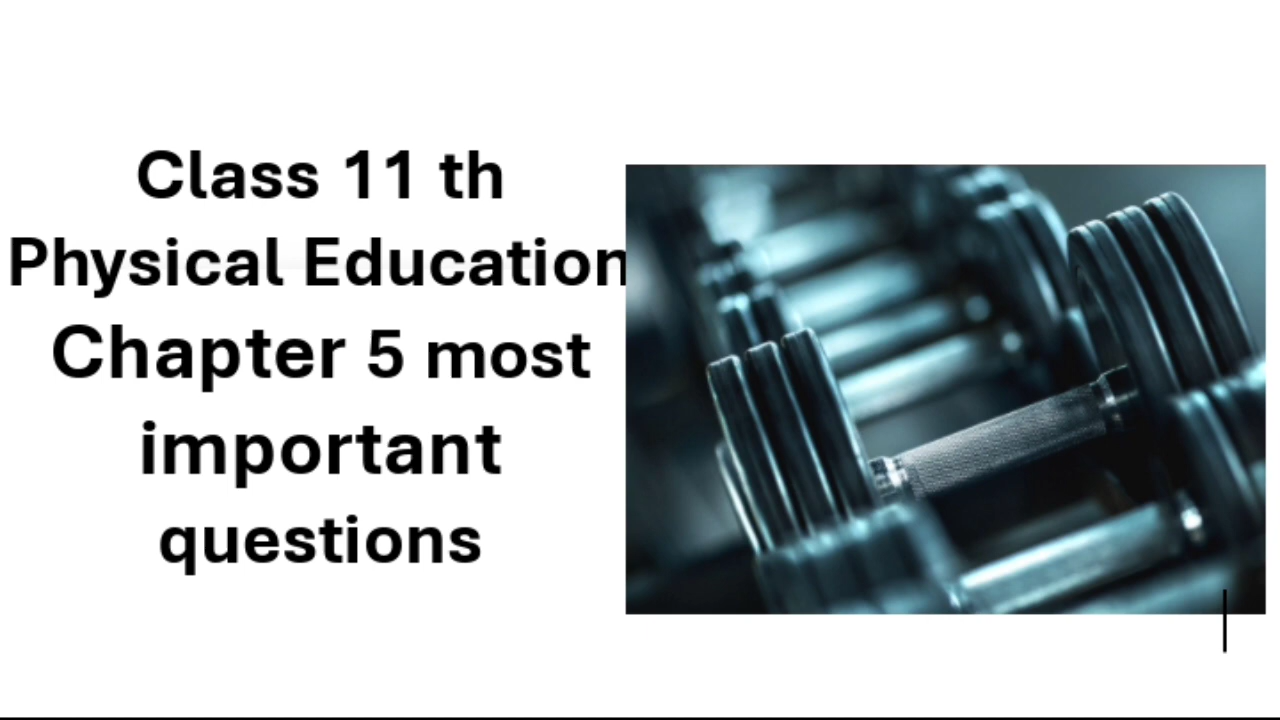 Class 11 th
Physical Education
Chapter 5 most
important
questions